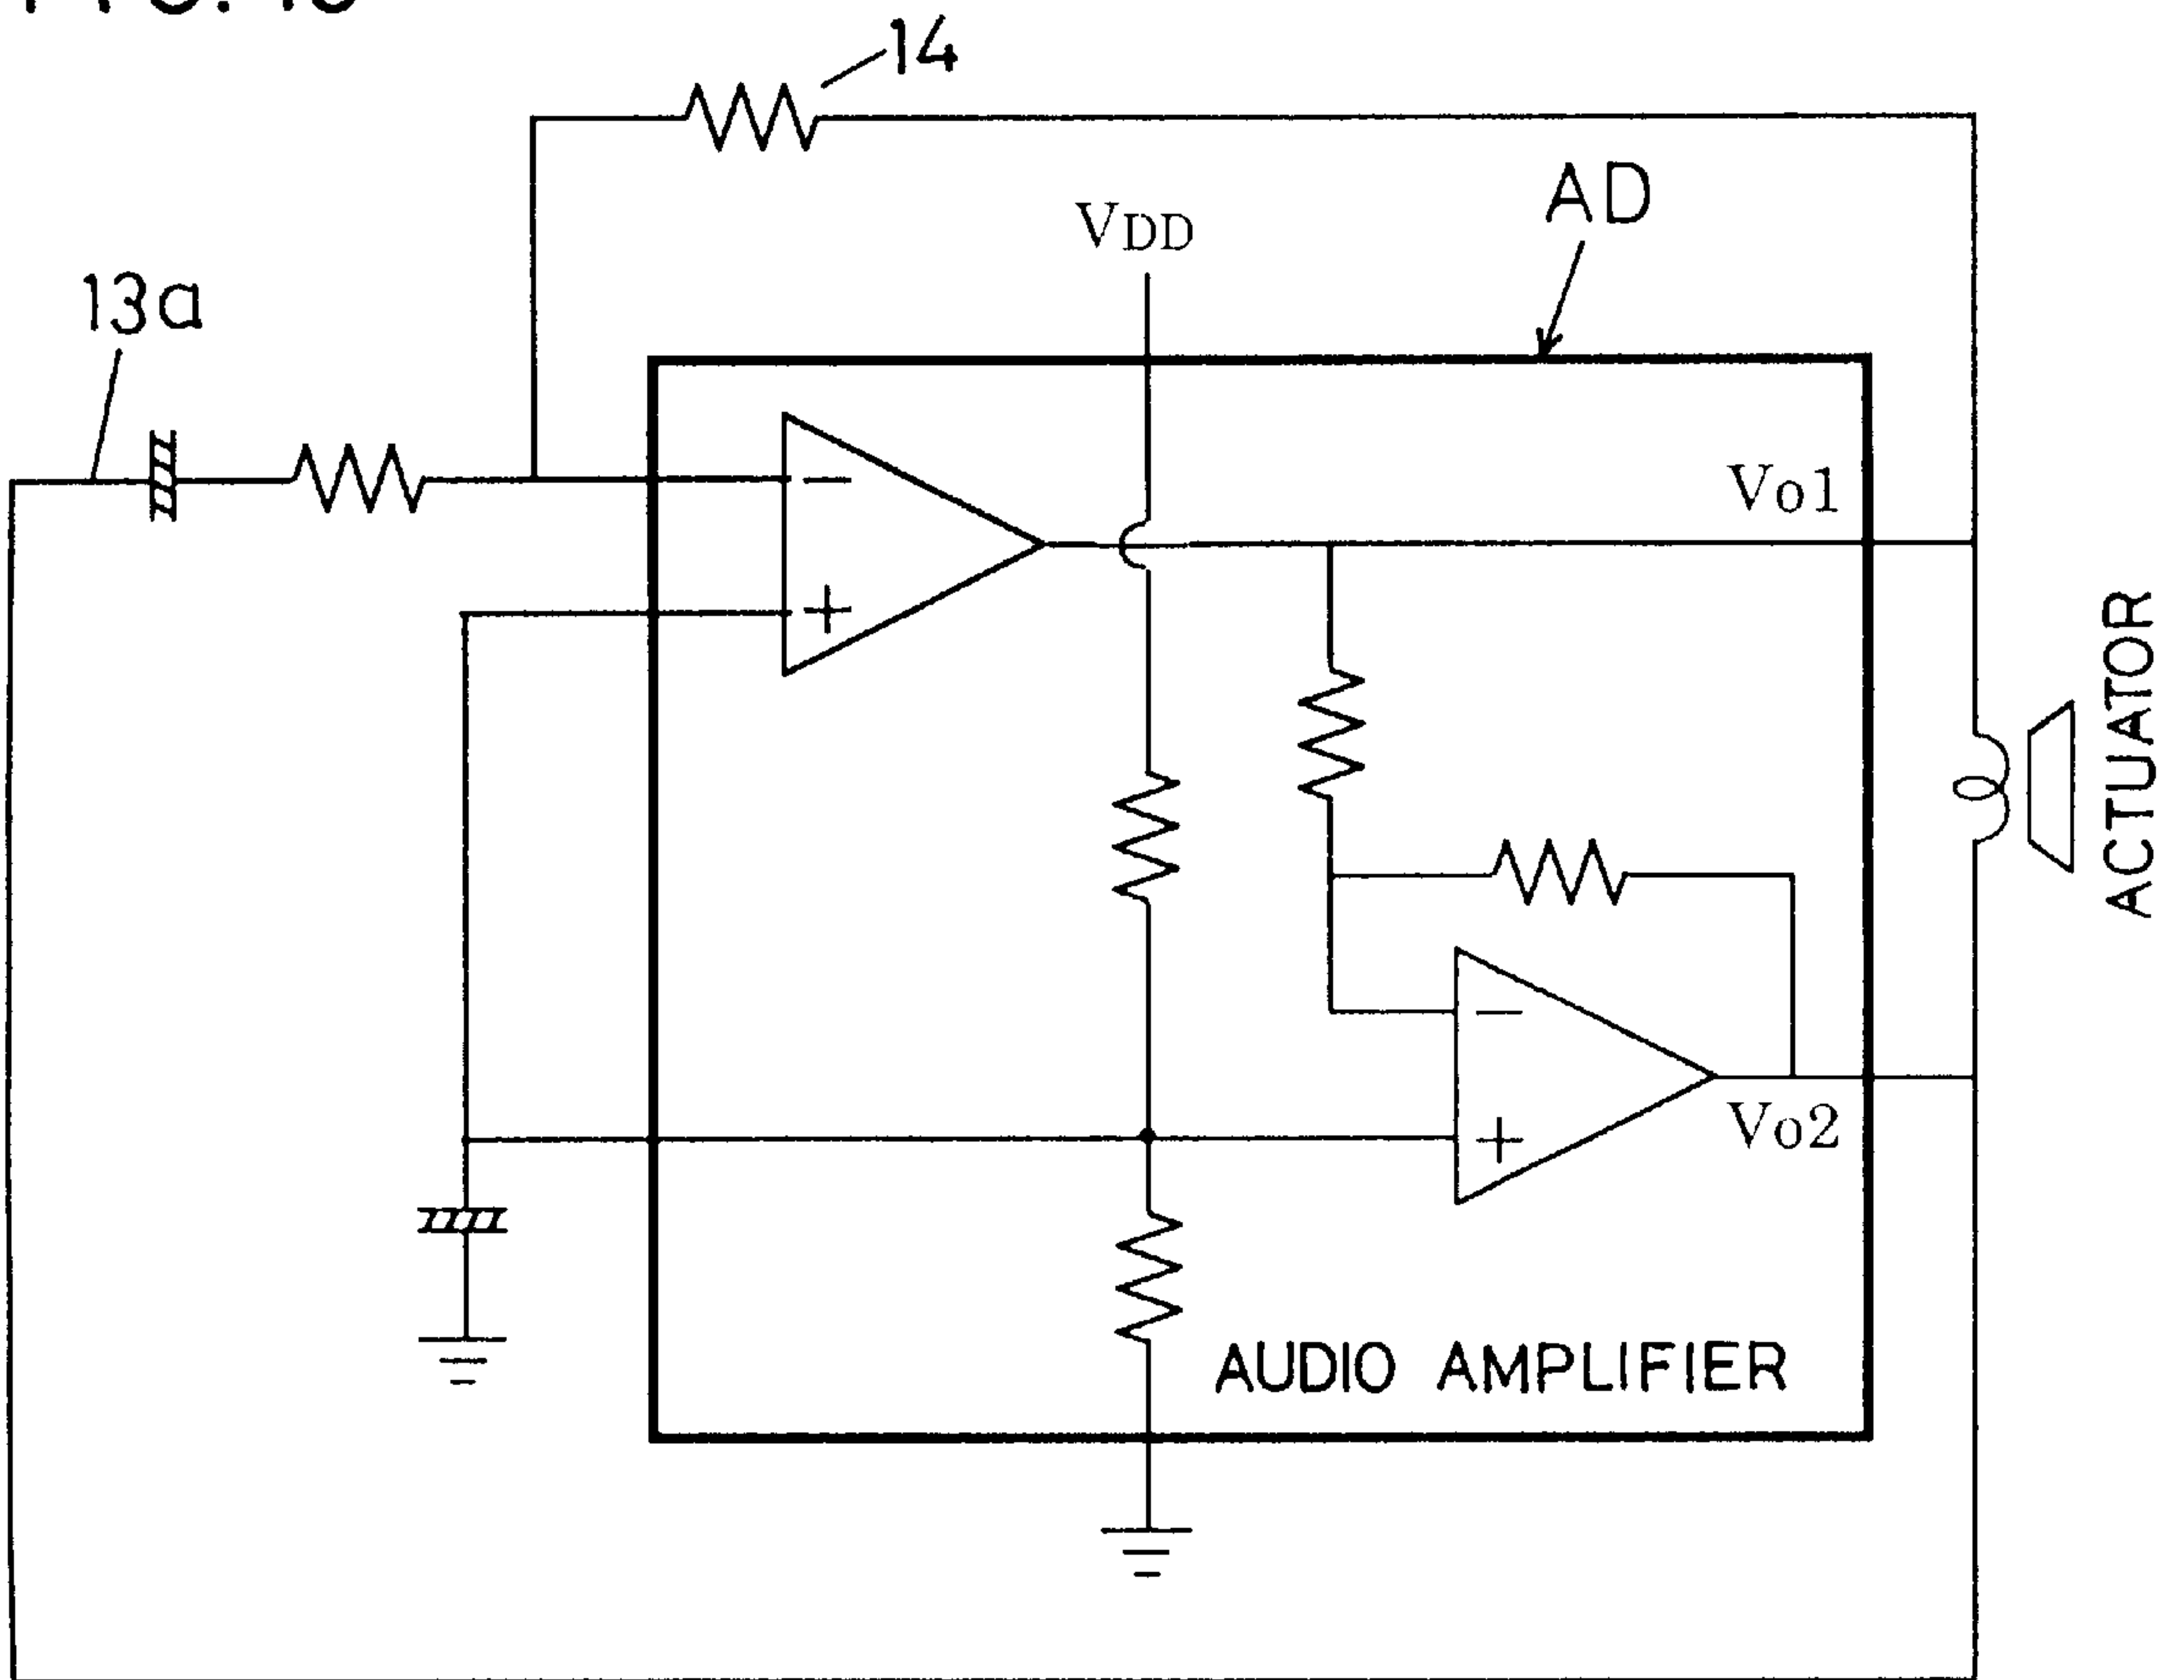 14
AD
VDD
13a
Vo1
ACTUATOR
Vo2
AUDIO AMPLIFIER
−
+
−
+